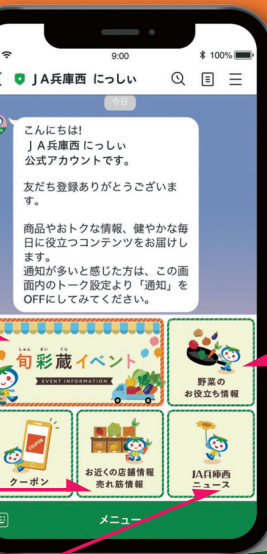 9:00
100%
JA兵庫西 にっしぃ
今日
こんにちは!
JA兵庫西 にっしぃ
公式アカウントです。
友だち登録ありがとうございま
す。
商品やおトクな情報、健やかな毎
日に役立つコンテンツをお届けし
ます。
通知が多いと感じた方は、この画
面内のトーク設定より「通知」を
OFFにしてみてください。
しゅん さい ぐら
旬彩蔵イベント
EVENT INFORMATION
野菜の
お役立ち情報
COUPON
クーポン
お近くの店舗情報
売れ筋情報
JA兵庫西
ニュース
メニュー